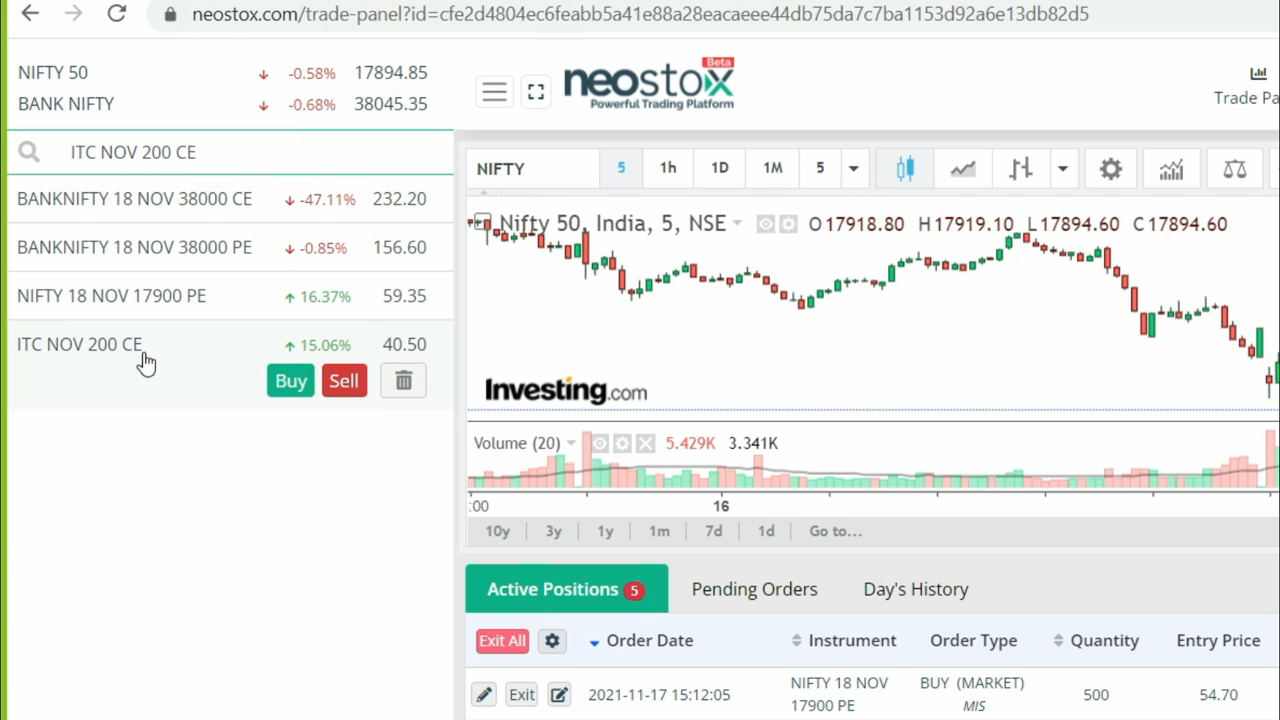 neostox.com/trade-panel?id=cfe2d4804ec6feabb5a41e88a28eacaeee44db75da7c7ba1153d92a6e13db82d5
NIFTY 50 -0.58% 17894.85
BANK NIFTY -0.68% 38045.35
ITC NOV 200 CE
BANKNIFTY 18 NOV 38000 CE -47.11% 232.20
BANKNIFTY 18 NOV 38000 PE -0.85% 156.60
NIFTY 18 NOV 17900 PE 16.37% 59.35
ITC NOV 200 CE 15.06% 40.50
Buy Sell
neostox Beta
Powerful Trading Platform
Trade Pa
NIFTY 5 1h 1D 1M 5
Nifty 50, India, 5, NSE O 17918.80 H 17919.10 L 17894.60 C 17894.60
Investing.com
Volume (20) 5.429K 3.341K
:00 16
10y 3y 1y 1m 7d 1d Go to...
Active Positions 5 Pending Orders Day's History
Exit All Order Date Instrument Order Type Quantity Entry Price
Exit 2021-11-17 15:12:05 NIFTY 18 NOV 17900 PE BUY (MARKET) MIS 500 54.70